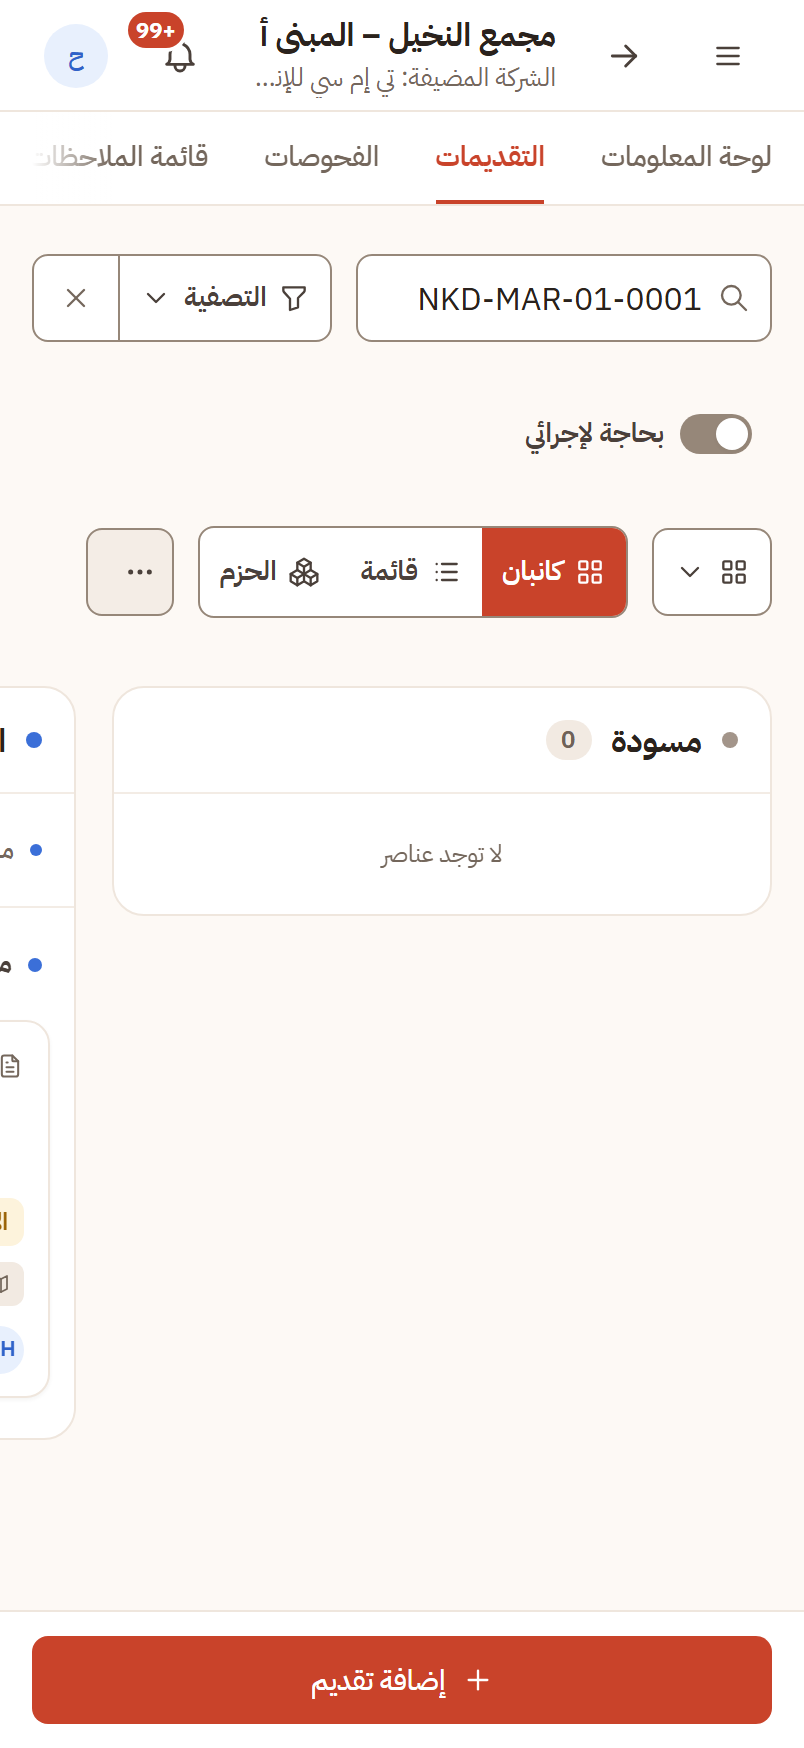 مجمع النخيل – المبنى أ
الشركة المضيفة: تي إم سي للإنـ...
99+
ح
لوحة المعلومات
التقديمات
الفحوصات
قائمة الملاحظات
NKD-MAR-01-0001
التصفية
بحاجة لإجرائي
كانبان
قائمة
الحزم
مسودة
0
لا توجد عناصر
H
إضافة تقديم